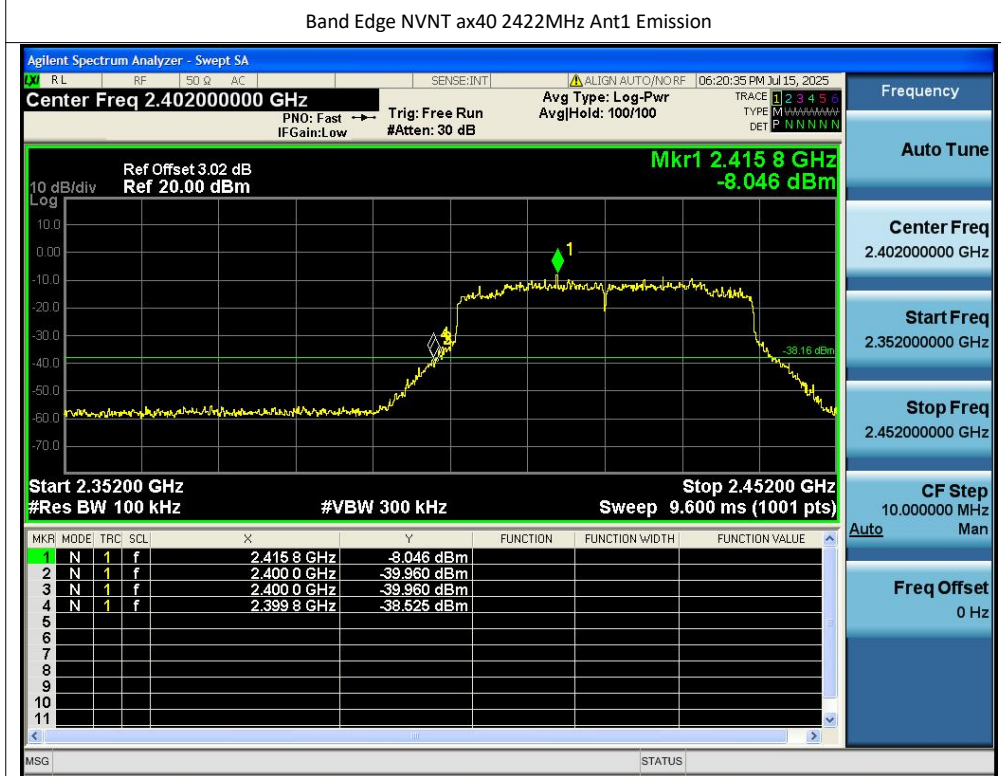 Band Edge NVNT ax40 2422MHz Ant1 Emission
Agilent Spectrum Analyzer - Swept SA
LXI RL RF 50 Ω AC SENSE:INT ALIGN AUTO/NO RF 06:20:35 PM Jul 15, 2025
Center Freq 2.402000000 GHz
PNO: Fast
IFGain:Low
Trig: Free Run
#Atten: 30 dB
Avg Type: Log-Pwr
Avg|Hold: 100/100
TRACE 1 2 3 4 5 6
TYPE M WWWWW
DET P N N N N N
Mkr1 2.415 8 GHz
-8.046 dBm
Ref Offset 3.02 dB
10 dB/div Ref 20.00 dBm
Log
10.0
0.00
-10.0
-20.0
-30.0
-40.0
-50.0
-60.0
-70.0
1
-38.16 dBm
Start 2.35200 GHz Stop 2.45200 GHz
#Res BW 100 kHz #VBW 300 kHz Sweep 9.600 ms (1001 pts)
MKR MODE TRC SCL X Y FUNCTION FUNCTION WIDTH FUNCTION VALUE
1 N 1 f 2.415 8 GHz -8.046 dBm
2 N 1 f 2.400 0 GHz -39.960 dBm
3 N 1 f 2.400 0 GHz -39.960 dBm
4 N 1 f 2.399 8 GHz -38.525 dBm
5
6
7
8
9
10
11
MSG STATUS
Frequency
Auto Tune
Center Freq
2.402000000 GHz
Start Freq
2.352000000 GHz
Stop Freq
2.452000000 GHz
CF Step
10.000000 MHz
Auto Man
Freq Offset
0 Hz